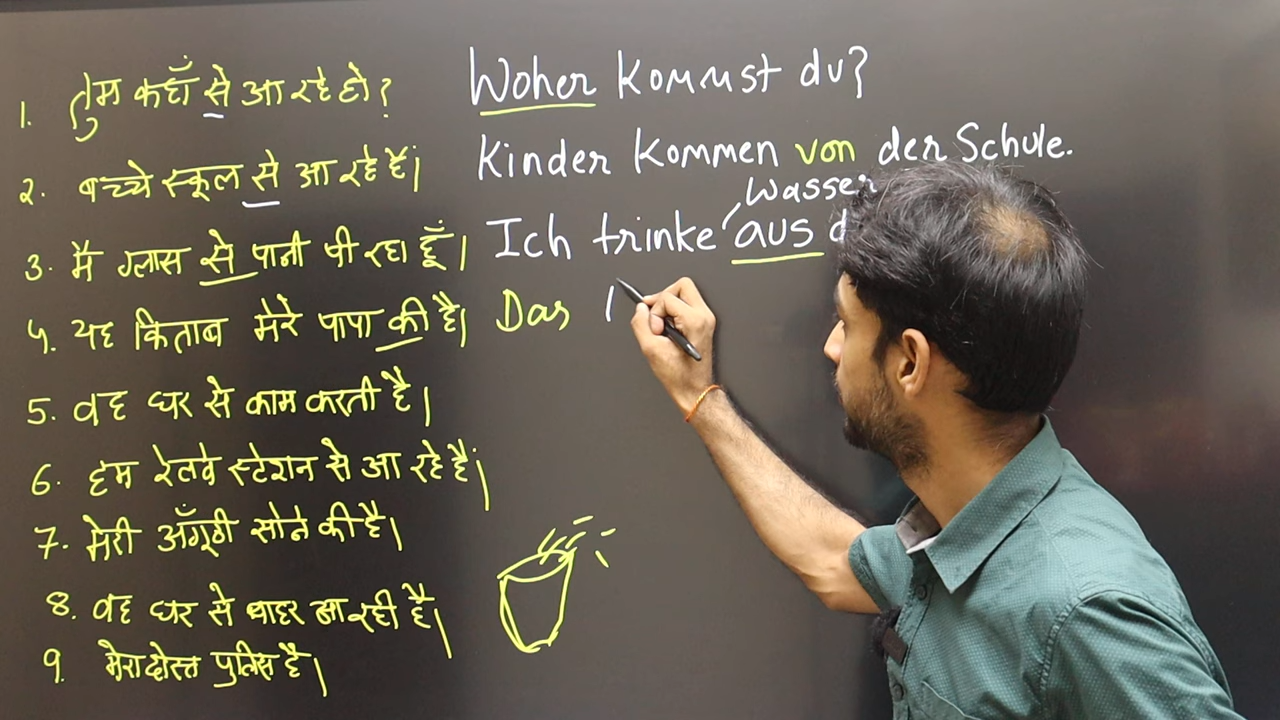 1. तुम कहाँ से आ रहे हो? Woher kommst du?
2. बच्चे स्कूल से आ रहे हैं। Kinder kommen von der Schule.
Wasser
3. मैं ग्लास से पानी पी रहा हूँ। Ich trinke aus d
4. यह किताब मेरे पापा की है। Das
5. वह घर से काम करती है।
6. हम रेलवे स्टेशन से आ रहे हैं।
7. मेरी अँगूठी सोने की है।
8. वह घर से बाहर आ रही है।
9. मेरा दोस्त पुलिस है।